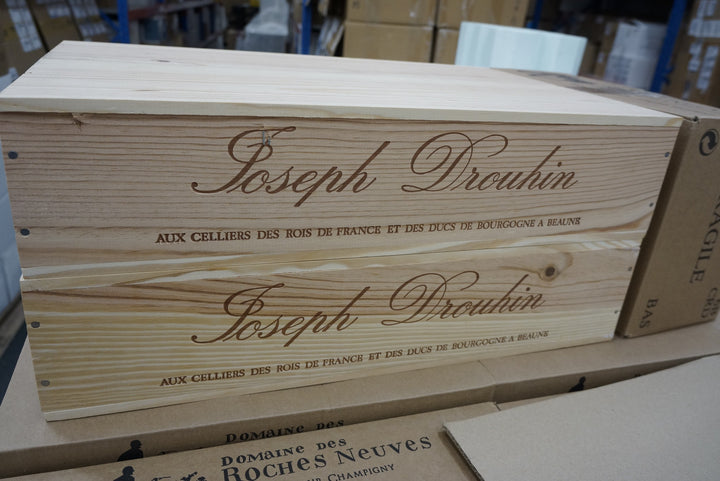 Joseph Drouhin
AUX CELLIERS DES ROIS DE FRANCE ET DES DUCS DE BOURGOGNE A BEAUNE
Joseph Drouhin
AUX CELLIERS DES ROIS DE FRANCE ET DES DUCS DE BOURGOGNE A BEAUNE
FRAGILE
BAS
DOMAINE DES
DOMAINE DES
ROCHES NEUVES
CHAMPIGNY